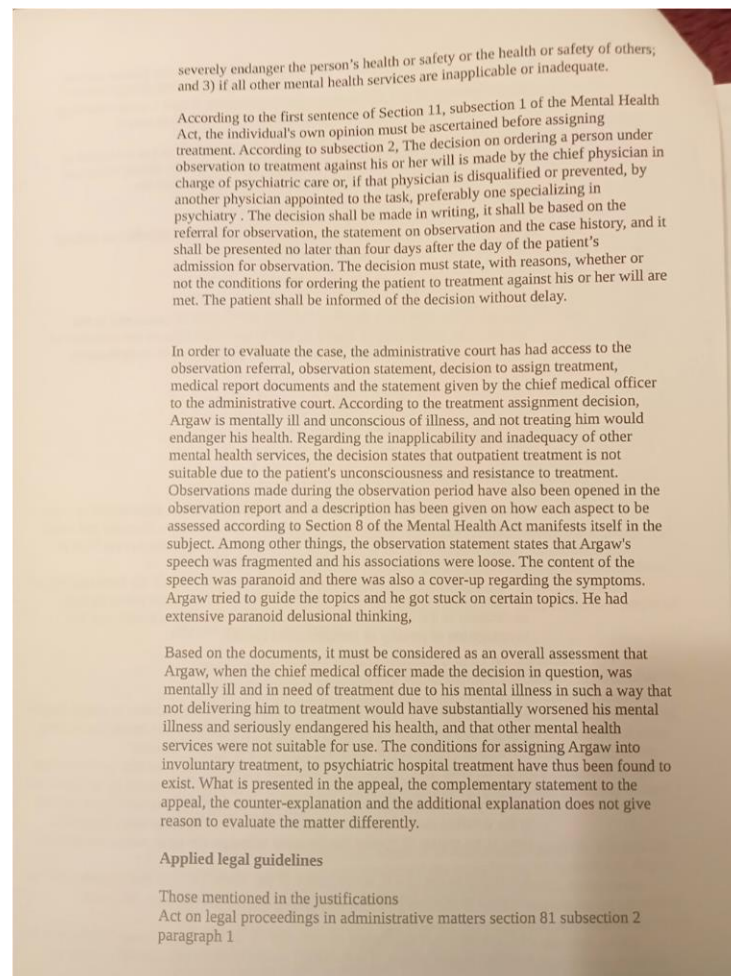 severely endanger the person's health or safety or the health or safety of others;
and 3) if all other mental health services are inapplicable or inadequate.
According to the first sentence of Section 11, subsection 1 of the Mental Health
Act, the individual's own opinion must be ascertained before assigning
treatment. According to subsection 2, The decision on ordering a person under
observation to treatment against his or her will is made by the chief physician in
charge of psychiatric care or, if that physician is disqualified or prevented, by
another physician appointed to the task, preferably one specializing in
psychiatry . The decision shall be made in writing, it shall be based on the
referral for observation, the statement on observation and the case history, and it
shall be presented no later than four days after the day of the patient's
admission for observation. The decision must state, with reasons, whether or
not the conditions for ordering the patient to treatment against his or her will are
met. The patient shall be informed of the decision without delay.
In order to evaluate the case, the administrative court has had access to the
observation referral, observation statement, decision to assign treatment,
medical report documents and the statement given by the chief medical officer
to the administrative court. According to the treatment assignment decision,
Argaw is mentally ill and unconscious of illness, and not treating him would
endanger his health. Regarding the inapplicability and inadequacy of other
mental health services, the decision states that outpatient treatment is not
suitable due to the patient's unconsciousness and resistance to treatment.
Observations made during the observation period have also been opened in the
observation report and a description has been given on how each aspect to be
assessed according to Section 8 of the Mental Health Act manifests itself in the
subject. Among other things, the observation statement states that Argaw's
speech was fragmented and his associations were loose. The content of the
speech was paranoid and there was also a cover-up regarding the symptoms.
Argaw tried to guide the topics and he got stuck on certain topics. He had
extensive paranoid delusional thinking,
Based on the documents, it must be considered as an overall assessment that
Argaw, when the chief medical officer made the decision in question, was
mentally ill and in need of treatment due to his mental illness in such a way that
not delivering him to treatment would have substantially worsened his mental
illness and seriously endangered his health, and that other mental health
services were not suitable for use. The conditions for assigning Argaw into
involuntary treatment, to psychiatric hospital treatment have thus been found to
exist. What is presented in the appeal, the complementary statement to the
appeal, the counter-explanation and the additional explanation does not give
reason to evaluate the matter differently.
Applied legal guidelines
Those mentioned in the justifications
Act on legal proceedings in administrative matters section 81 subsection 2
paragraph 1